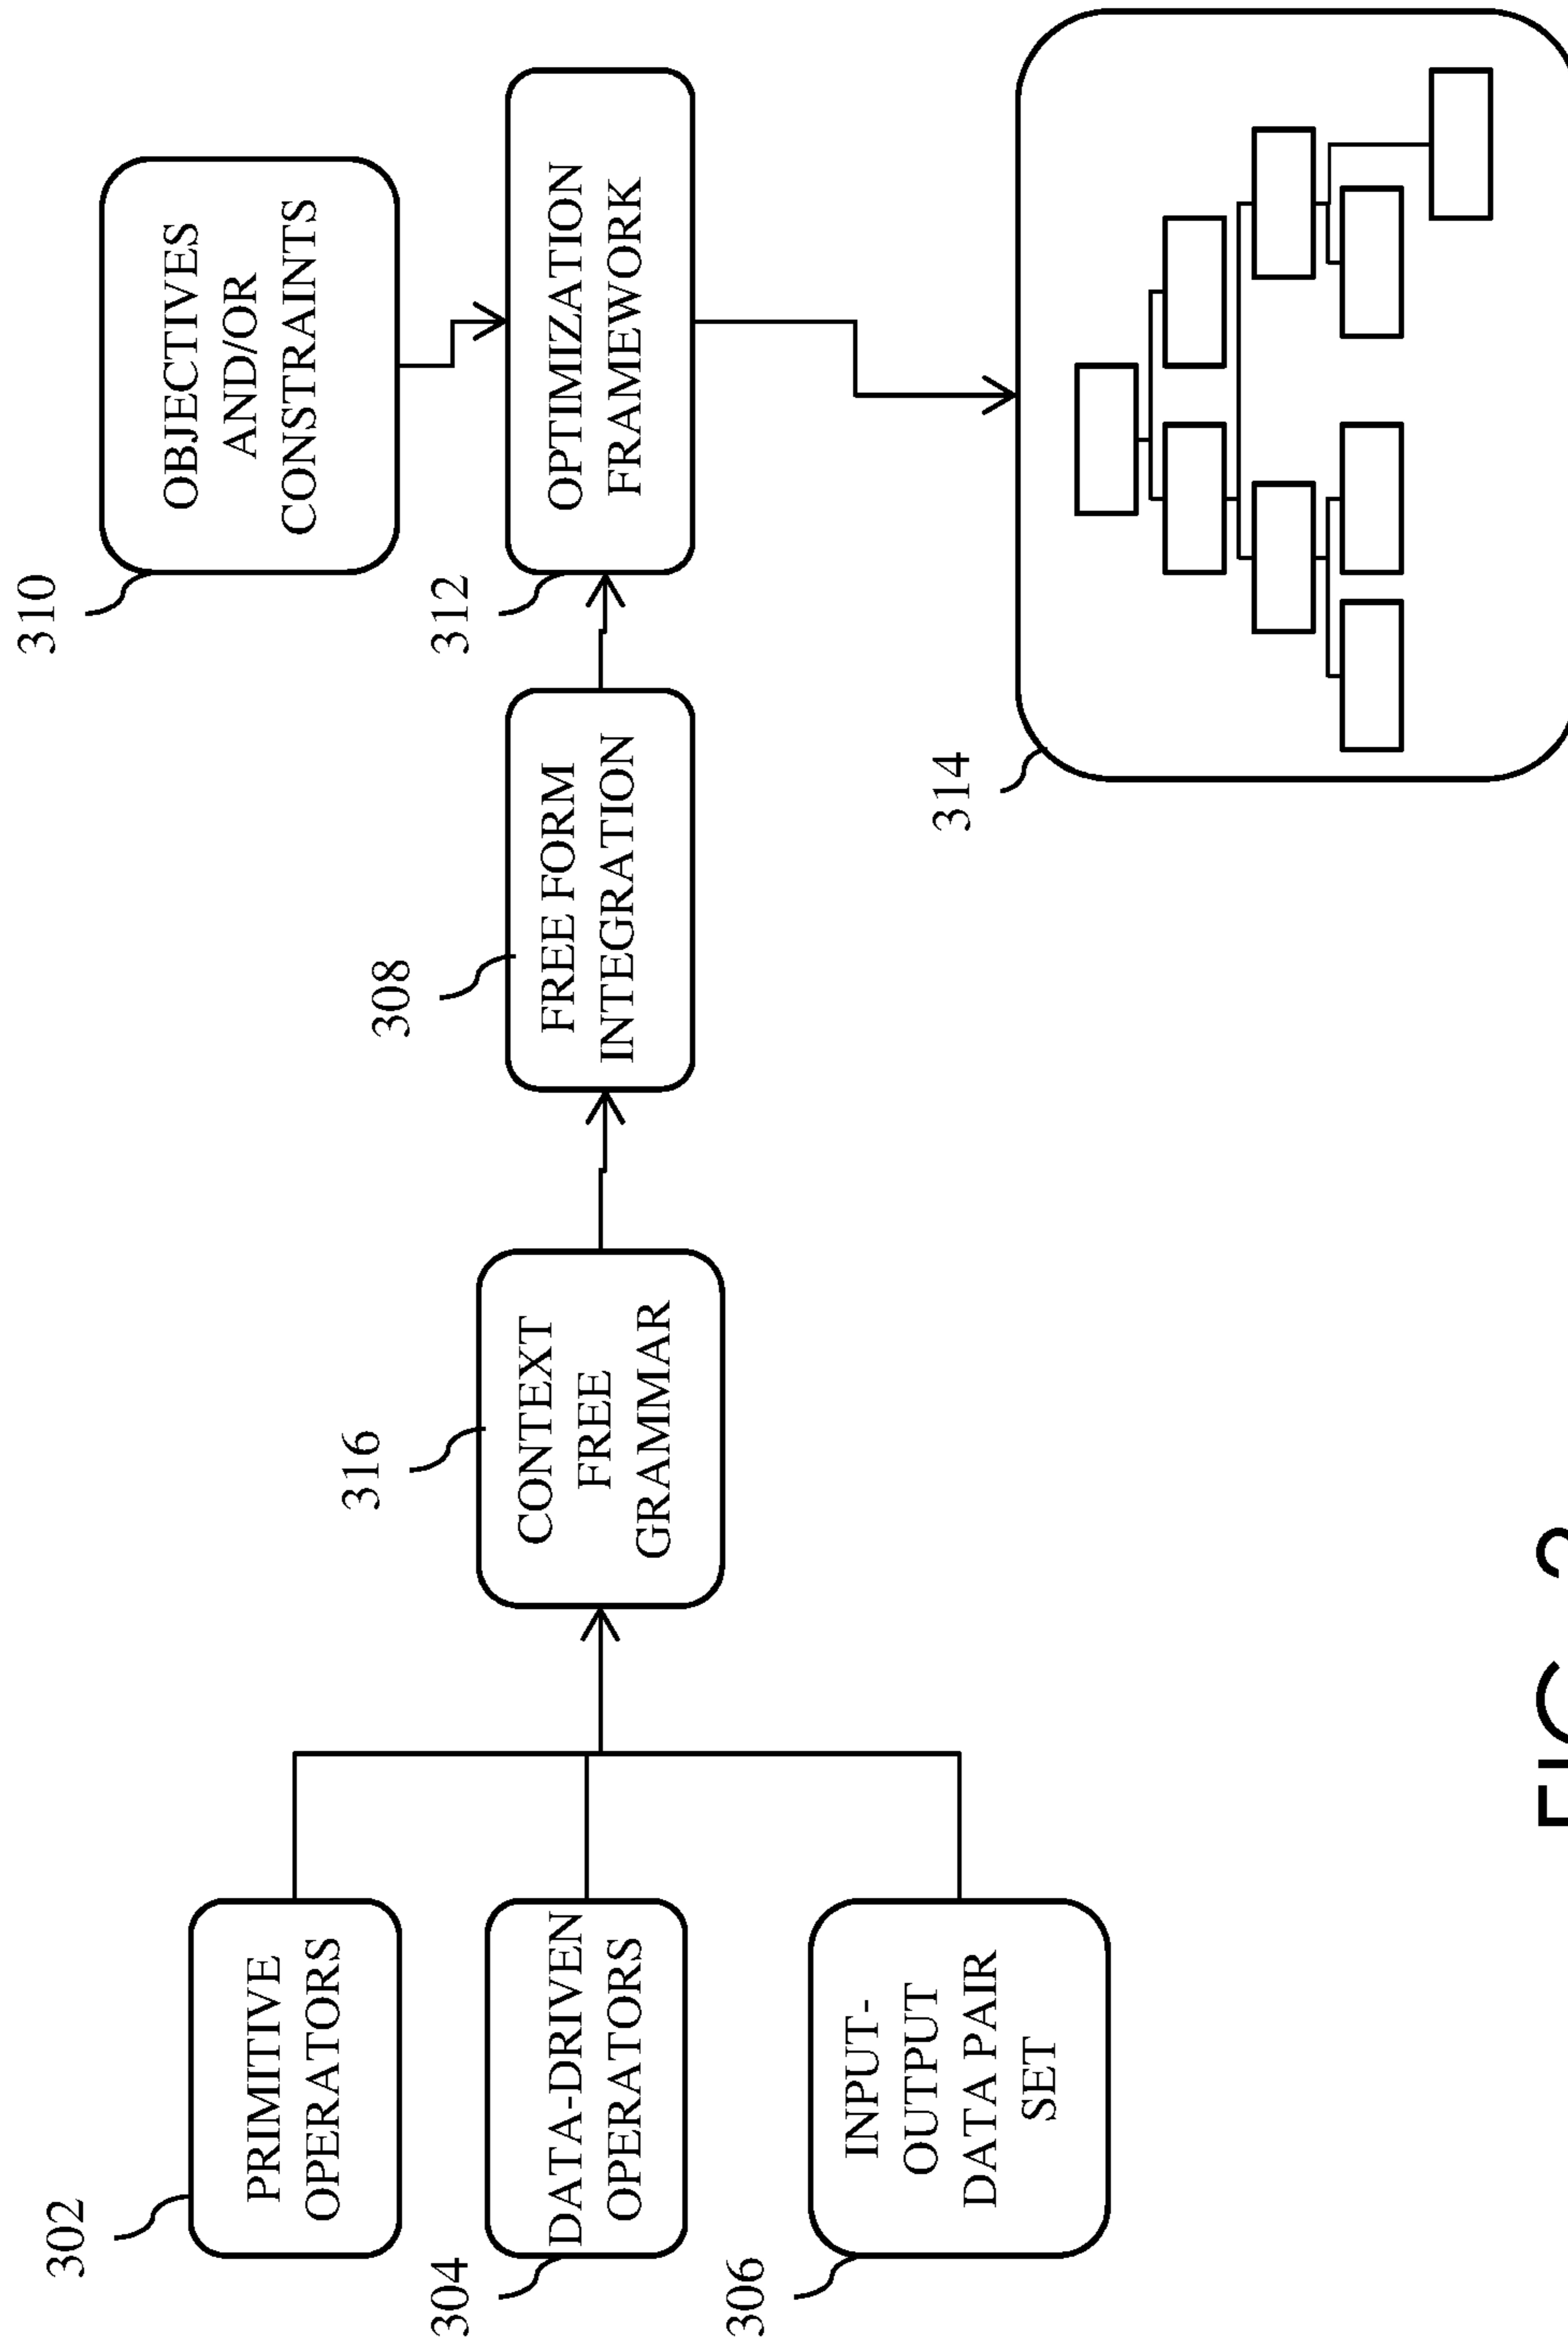 302
PRIMITIVE
OPERATORS
304
DATA-DRIVEN
OPERATORS
306
INPUT-
OUTPUT
DATA PAIR
SET
316
CONTEXT
FREE
GRAMMAR
308
FREE FORM
INTEGRATION
310
OBJECTIVES
AND/OR
CONSTRAINTS
312
OPTIMIZATION
FRAMEWORK
314